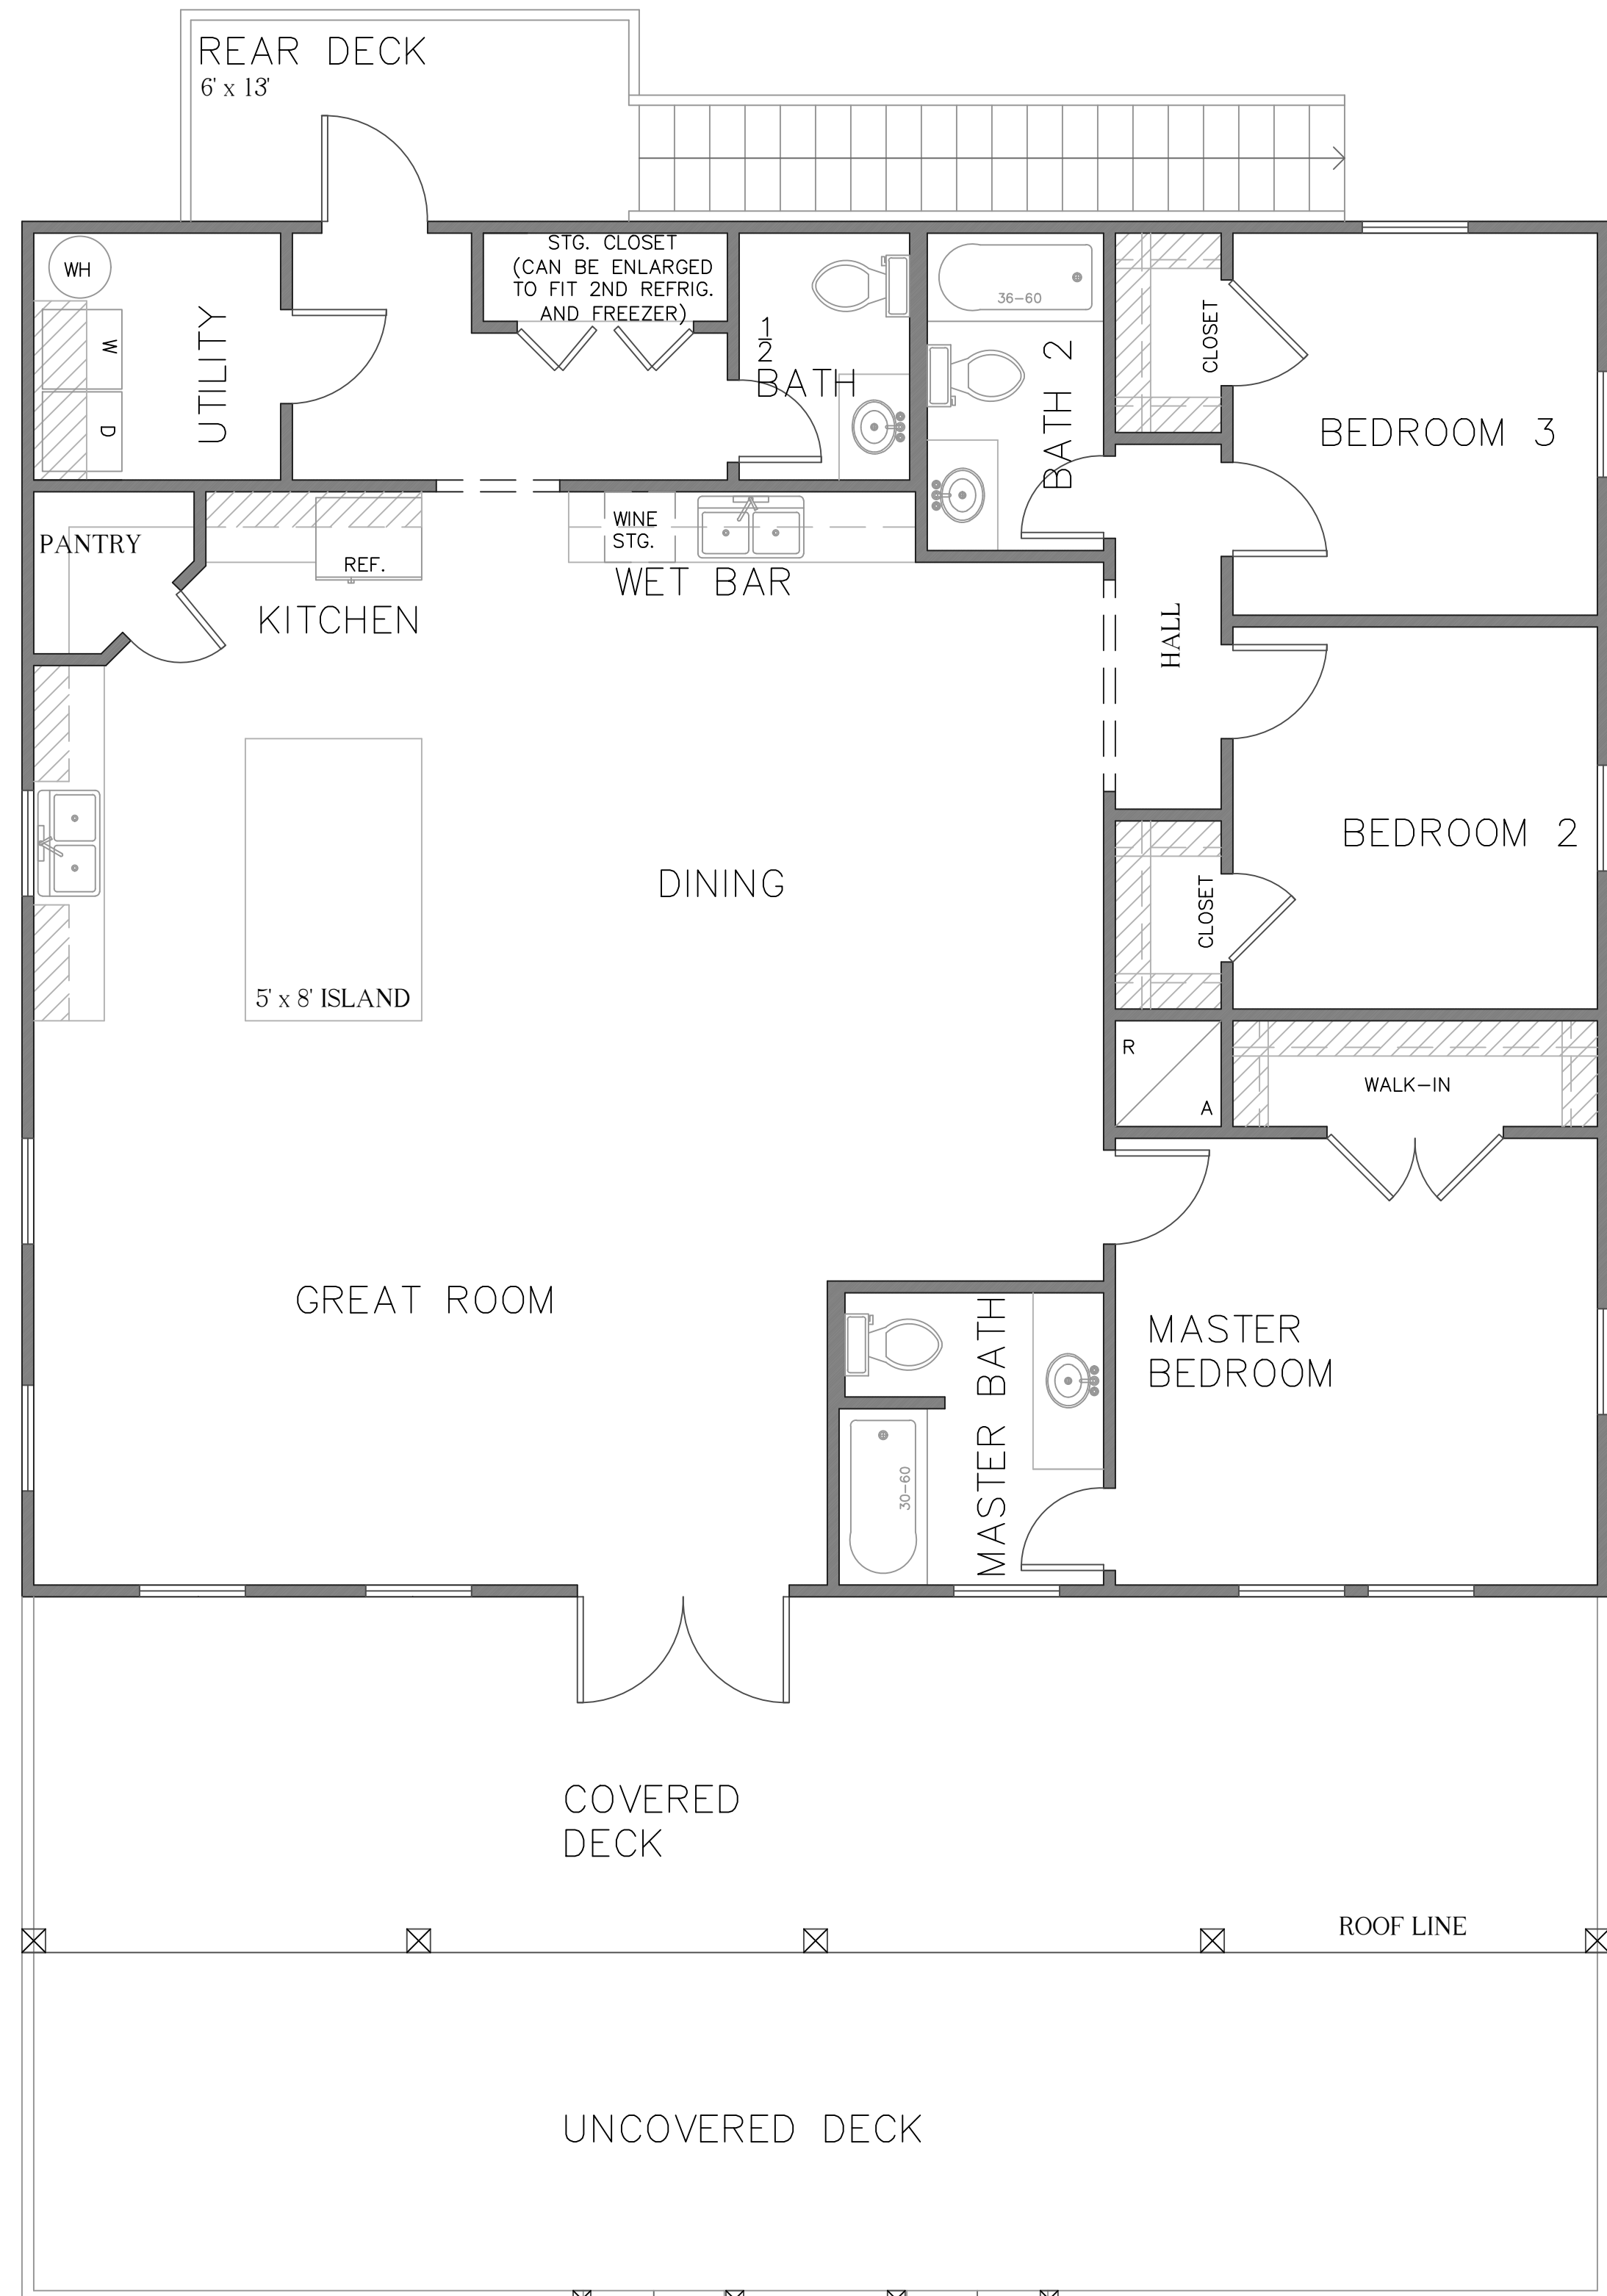 REAR DECK
6' x 13'
WH
W
D
UTILITY
STG. CLOSET
(CAN BE ENLARGED
TO FIT 2ND REFRIG.
AND FREEZER)
1/2
BATH
36-60
BATH 2
CLOSET
BEDROOM 3
PANTRY
REF.
KITCHEN
WINE
STG.
WET BAR
HALL
BEDROOM 2
DINING
CLOSET
5' x 8' ISLAND
R
A
WALK-IN
GREAT ROOM
MASTER BATH
30-60
MASTER
BEDROOM
COVERED
DECK
ROOF LINE
UNCOVERED DECK